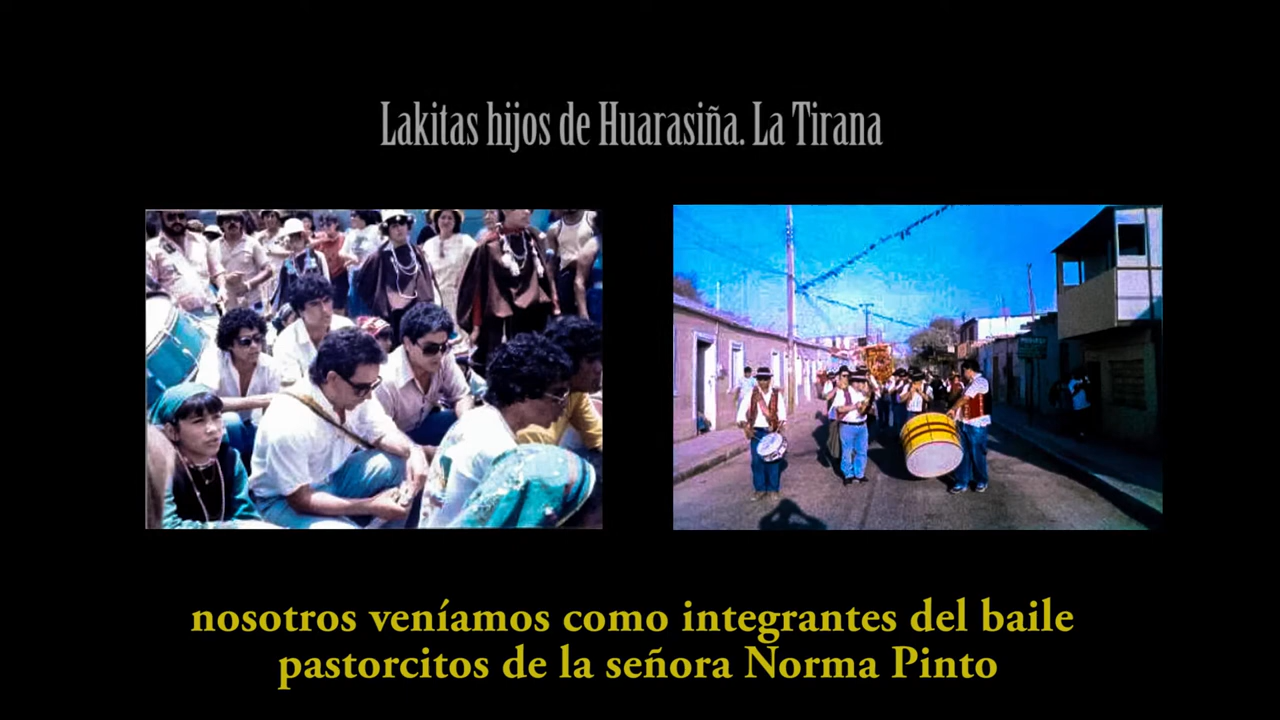 Lakitas hijos de Huarasiña. La Tirana
nosotros veníamos como integrantes del baile
pastorcitos de la señora Norma Pinto